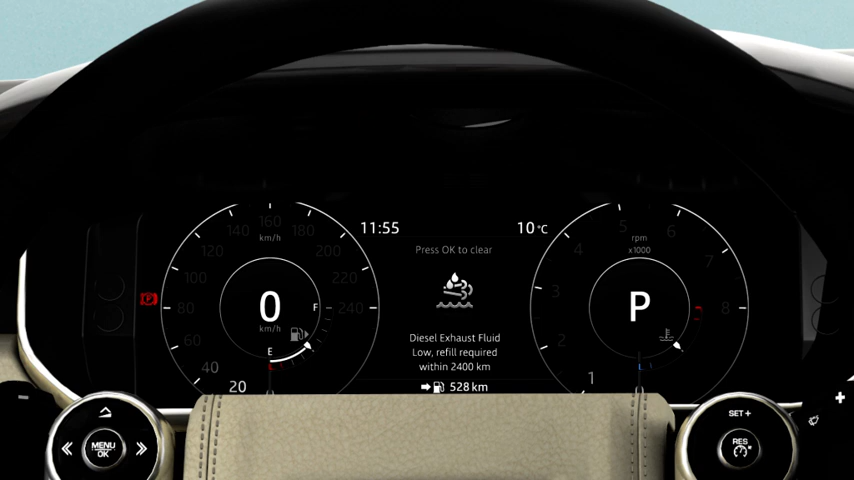 11:55
10 °C
Press OK to clear
Diesel Exhaust Fluid
Low, refill required
within 2400 km
528 km
20
40
60
80
100
120
140
160
180
200
220
240
km/h
0
km/h
F
E
1
2
3
4
5
6
7
8
rpm
x1000
P
MENU
OK
SET+
RES
-
+